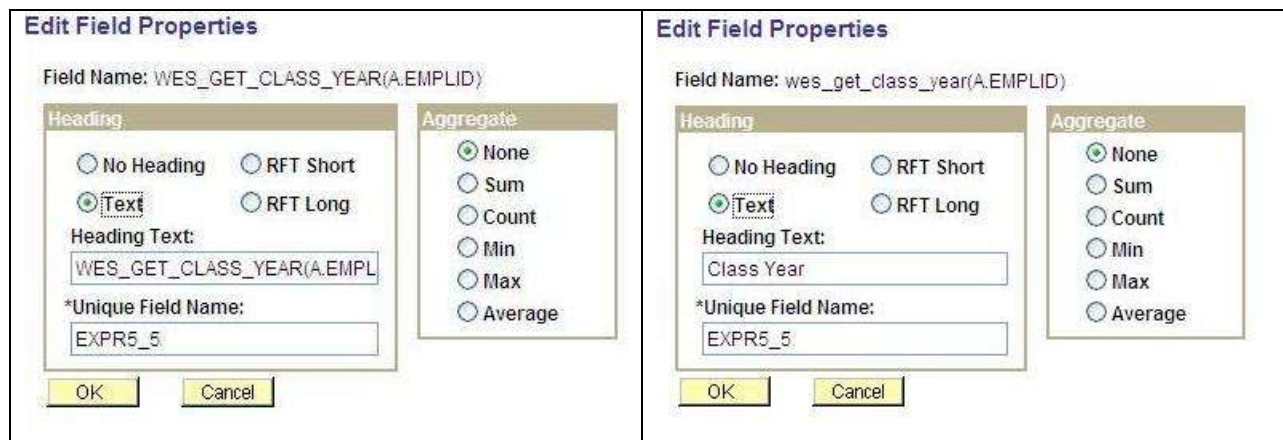 Edit Field Properties
Field Name: WES_GET_CLASS_YEAR(A.EMPLID)
Heading
No Heading
RFT Short
Text
RFT Long
Heading Text:
WES_GET_CLASS_YEAR(A.EMPL
*Unique Field Name:
EXPR5_5
Aggregate
None
Sum
Count
Min
Max
Average
OK
Cancel
Edit Field Properties
Field Name: wes_get_class_year(A.EMPLID)
Heading
No Heading
RFT Short
Text
RFT Long
Heading Text:
Class Year
*Unique Field Name:
EXPR5_5
Aggregate
None
Sum
Count
Min
Max
Average
OK
Cancel